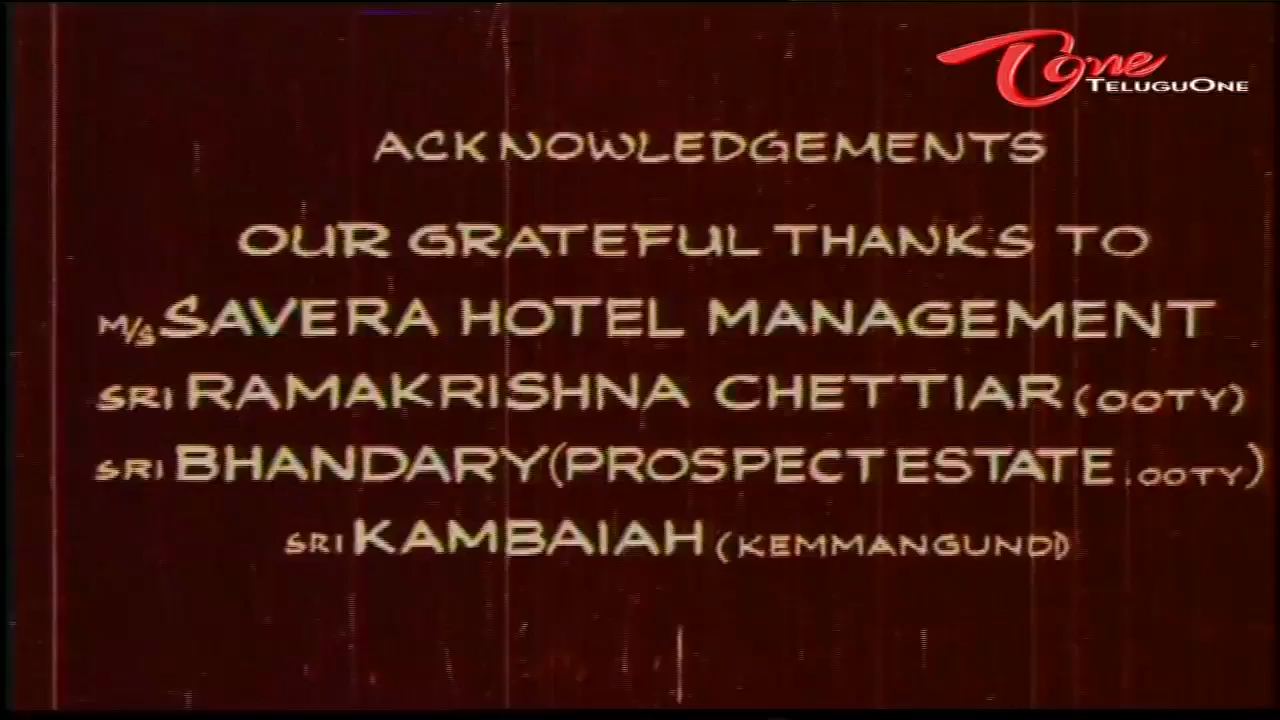 Tone
TELUGUONE
ACKNOWLEDGEMENTS
OUR GRATEFUL THANKS TO
M/S SAVERA HOTEL MANAGEMENT
SRI RAMAKRISHNA CHETTIAR (OOTY)
SRI BHANDARY (PROSPECT ESTATE, OOTY)
SRI KAMBAIAH (KEMMANGUNDI)